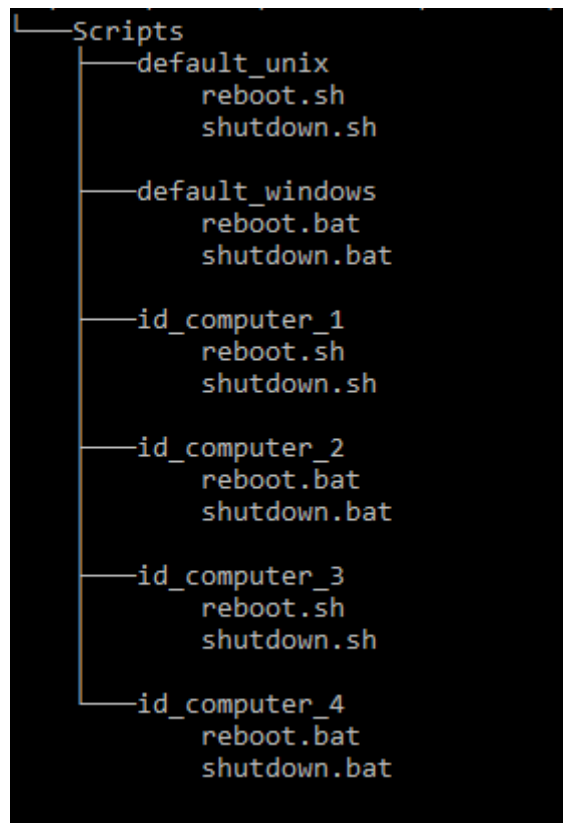 Scripts
default_unix
reboot.sh
shutdown.sh
default_windows
reboot.bat
shutdown.bat
id_computer_1
reboot.sh
shutdown.sh
id_computer_2
reboot.bat
shutdown.bat
id_computer_3
reboot.sh
shutdown.sh
id_computer_4
reboot.bat
shutdown.bat